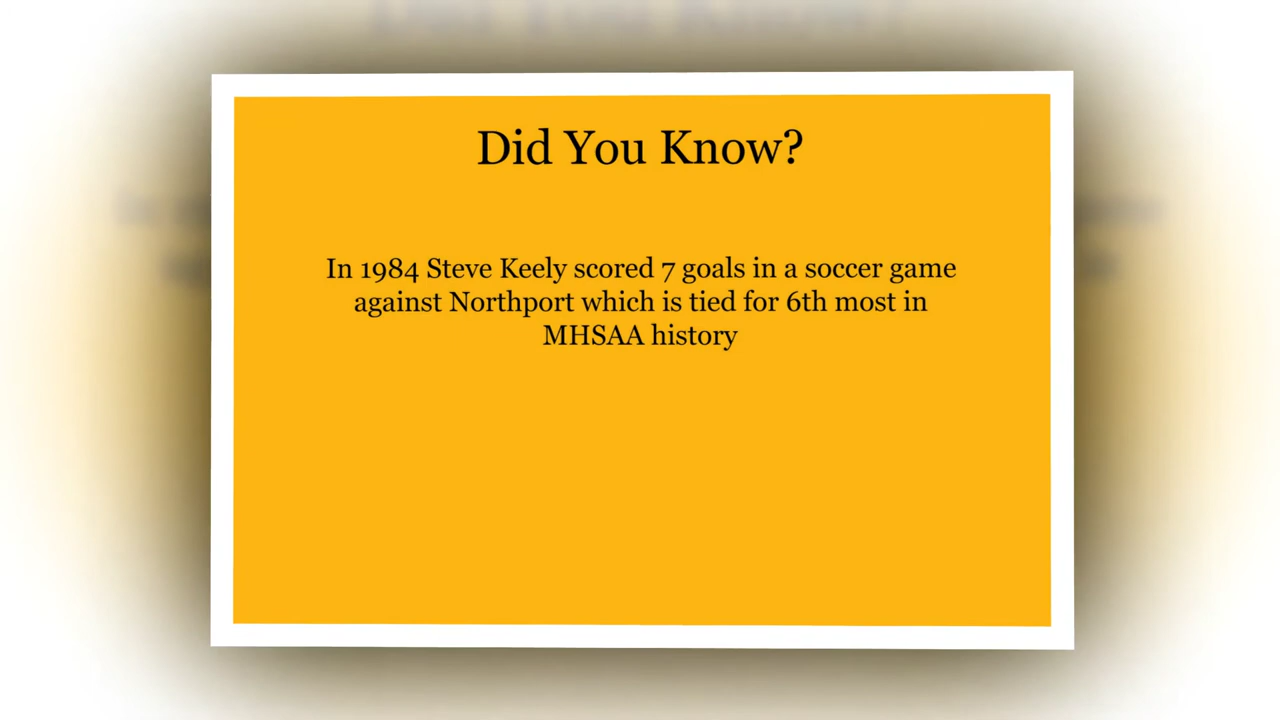 Did You Know?
In 1984 Steve Keely scored 7 goals in a soccer game
against Northport which is tied for 6th most in
MHSAA history